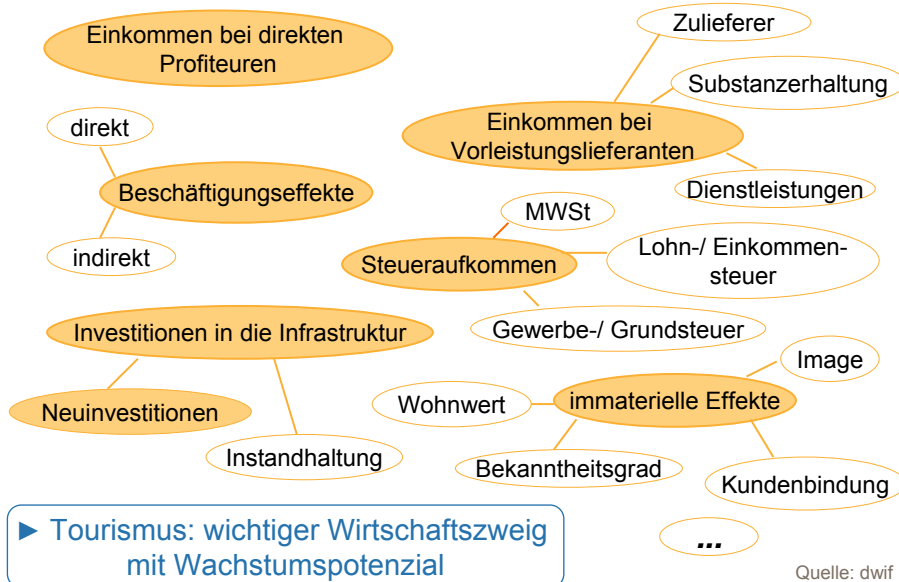 Einkommen bei direkten
Profiteuren
Zulieferer
Substanzerhaltung
Einkommen bei
Vorleistungslieferanten
Dienstleistungen
direkt
Beschäftigungseffekte
indirekt
MWSt
Steueraufkommen
Lohn-/ Einkommen-
steuer
Gewerbe-/ Grundsteuer
Investitionen in die Infrastruktur
Neuinvestitionen
Instandhaltung
Image
Wohnwert
immaterielle Effekte
Bekanntheitsgrad
Kundenbindung
...
► Tourismus: wichtiger Wirtschaftszweig
mit Wachstumspotenzial
Quelle: dwif